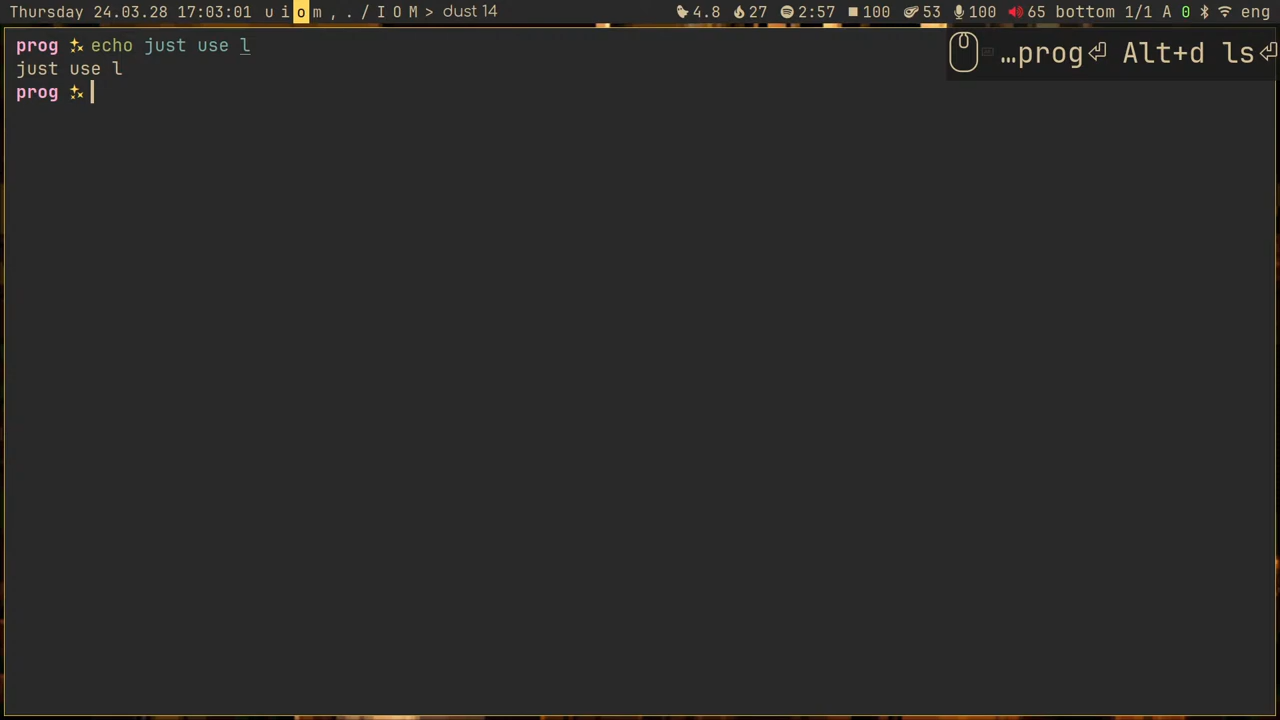 Thursday 24.03.28 17:03:01 u i o m , . / I O M > dust 14 4.8 27 2:57 100 53 100 65 bottom 1/1 A 0 eng
prog echo just use l
…prog⏎ Alt+d ls⏎
just use l
prog